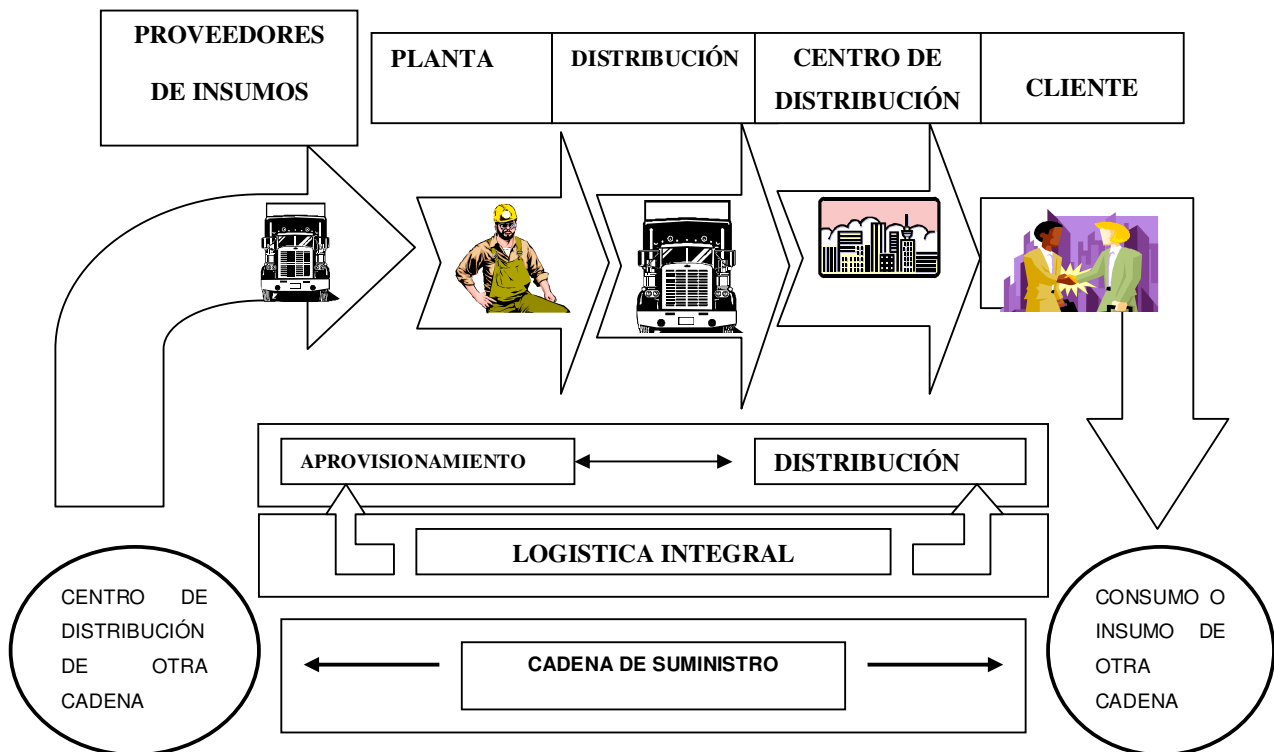 PROVEEDORES
DE INSUMOS
PLANTA
DISTRIBUCIÓN
CENTRO DE
DISTRIBUCIÓN
CLIENTE
APROVISIONAMIENTO
DISTRIBUCIÓN
LOGISTICA INTEGRAL
CENTRO DE
DISTRIBUCIÓN
DE OTRA
CADENA
CADENA DE SUMINISTRO
CONSUMO O
INSUMO DE
OTRA
CADENA